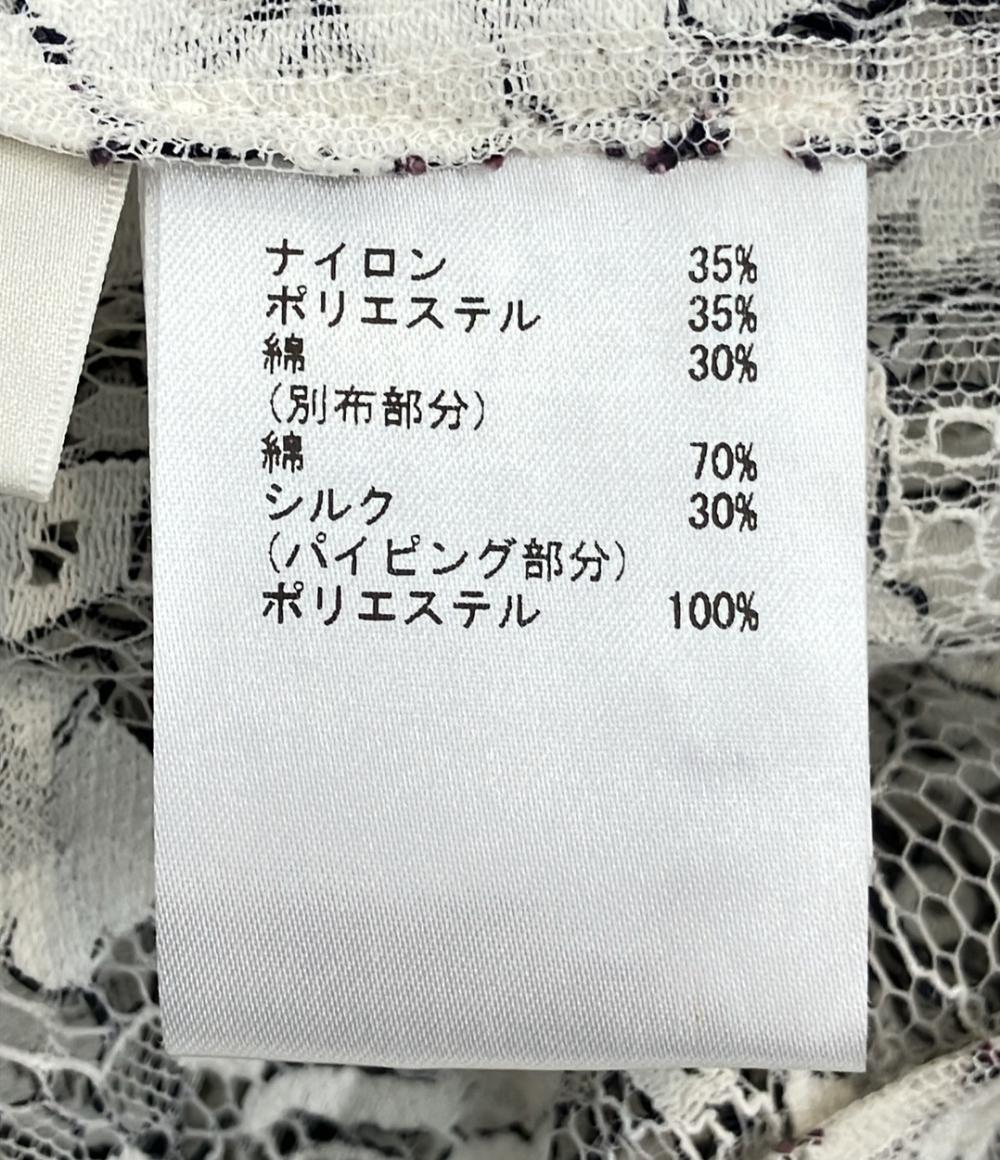 ナイロン 35%
ポリエステル 35%
綿 30%
(別布部分)
綿 70%
シルク 30%
(パイピング部分)
ポリエステル 100%